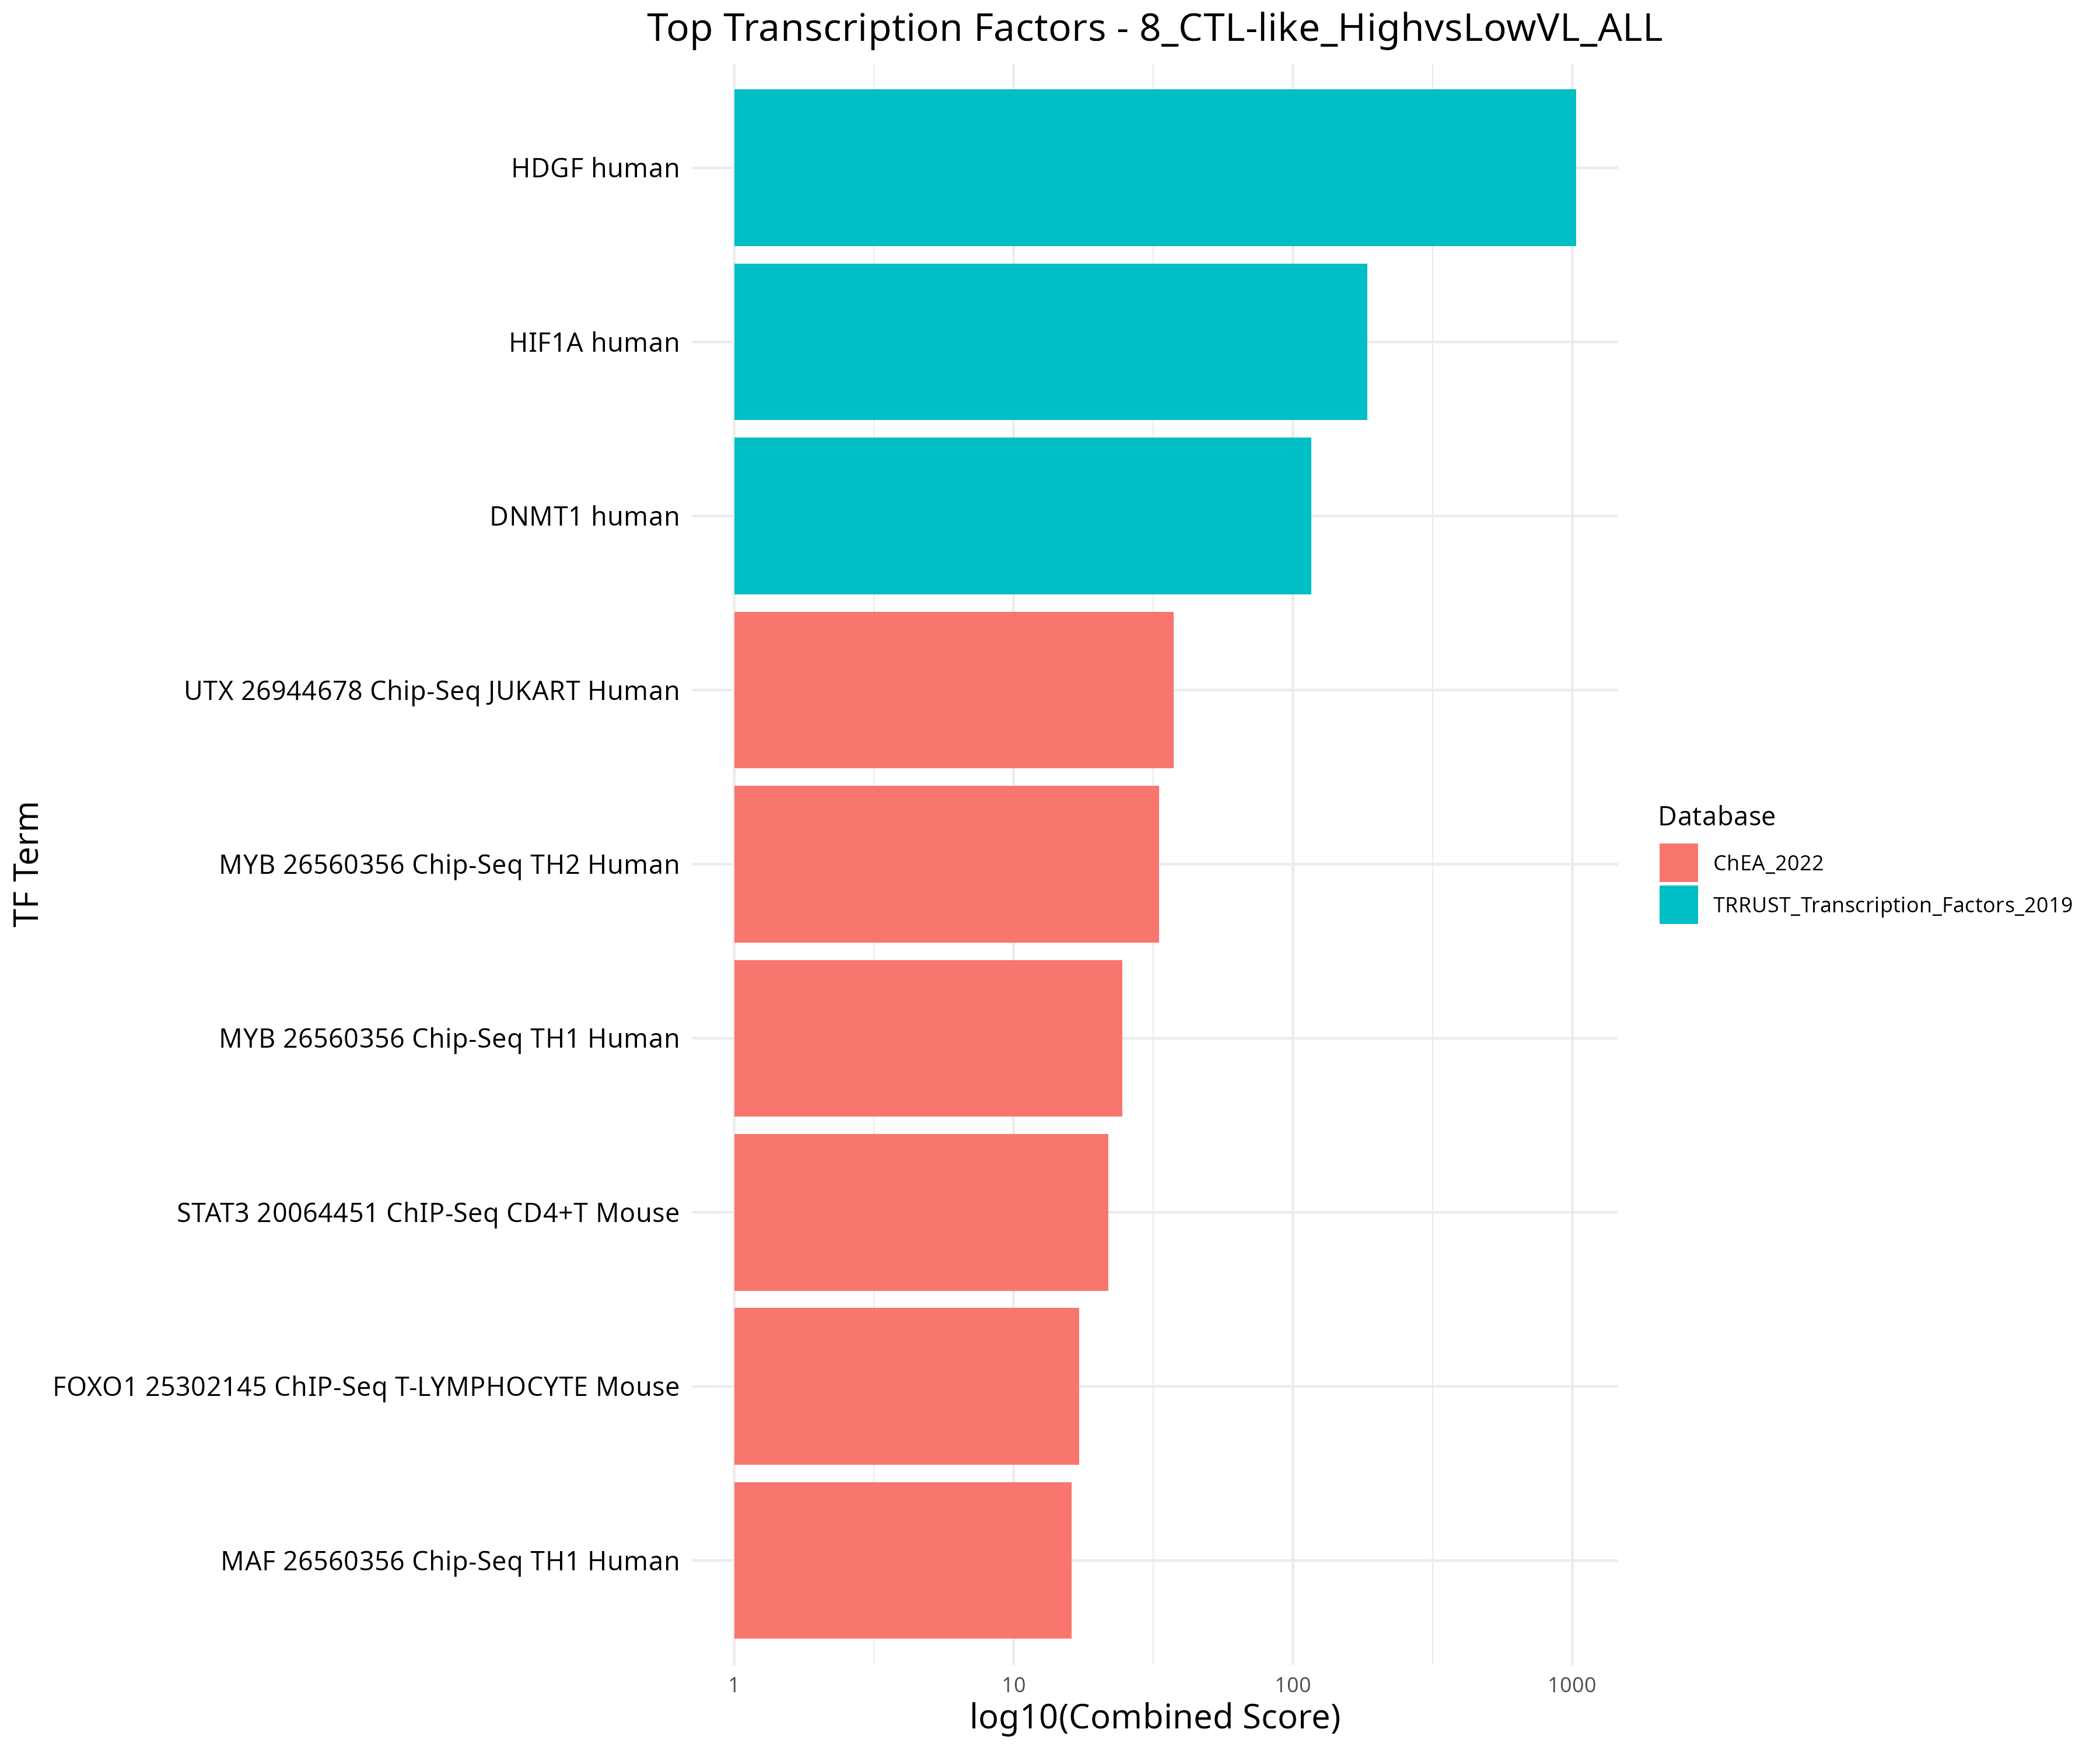 Top Transcription Factors - 8_CTL-like_HighvsLowVL_ALL
TF Term
HDGF human
HIF1A human
DNMT1 human
UTX 26944678 Chip-Seq JUKART Human
MYB 26560356 Chip-Seq TH2 Human
MYB 26560356 Chip-Seq TH1 Human
STAT3 20064451 ChIP-Seq CD4+T Mouse
FOXO1 25302145 ChIP-Seq T-LYMPHOCYTE Mouse
MAF 26560356 Chip-Seq TH1 Human
1 10 100 1000
log10(Combined Score)
Database
ChEA_2022
TRRUST_Transcription_Factors_2019